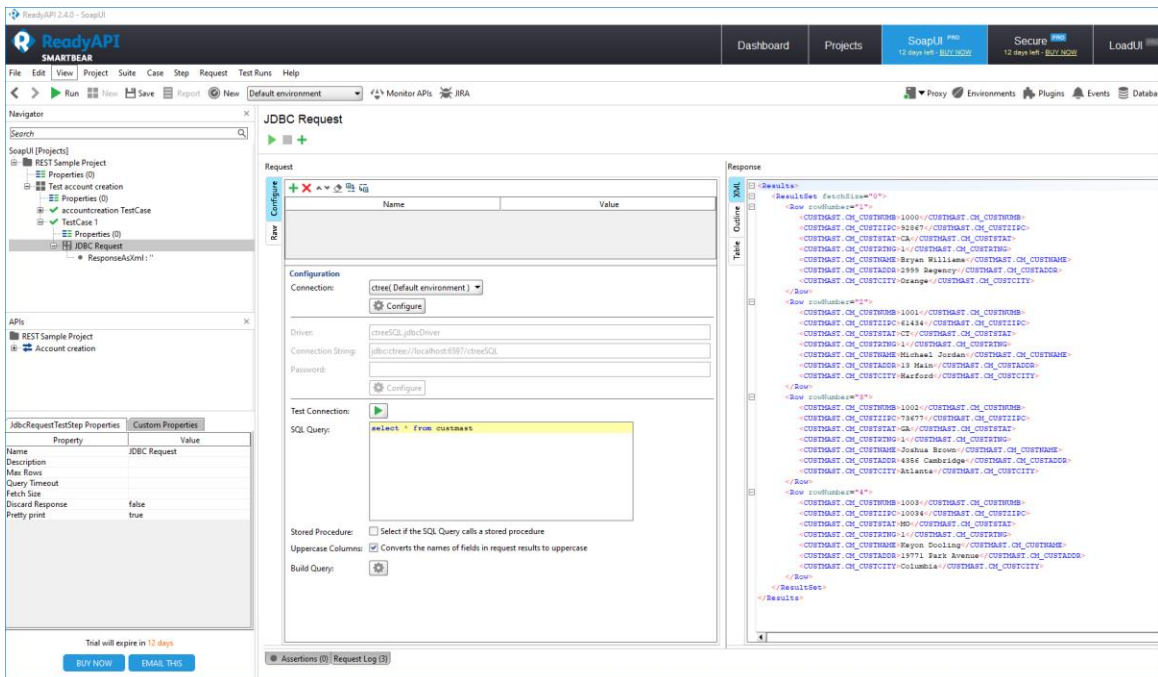 ReadyAPI 2.4.0 - SoapUI
ReadyAPI
SMARTBEAR
Dashboard
Projects
SoapUI PRO
12 days left - BUY NOW
Secure PRO
12 days left - BUY NOW
LoadUI
File Edit View Project Suite Case Step Request Test Runs Help
Run New Save Report New Default environment Monitor APIs JIRA Proxy Environments Plugins Events Databa
Navigator
Search
SoapUI [Projects]
REST Sample Project
Properties (0)
Test account creation
Properties (0)
accountcreation TestCase
TestCase 1
Properties (0)
JDBC Request
ResponseAsXml : ''
APIs
REST Sample Project
Account creation
JdbcRequestTestStep Properties Custom Properties
Property Value
Name JDBC Request
Description
Max Rows
Query Timeout
Fetch Size
Discard Response false
Pretty print true
Trial will expire in 12 days
BUY NOW EMAIL THIS
JDBC Request
Request
Configure
Raw
Name Value
Configuration
Connection: ctree( Default environment )
Configure
Driver: ctreeSQL.jdbcDriver
Connection String: jdbc:ctree://localhost:6597/ctreeSQL
Password:
Configure
Test Connection:
SQL Query: select * from custmast
Stored Procedure: Select if the SQL Query calls a stored procedure
Uppercase Columns: Converts the names of fields in request results to uppercase
Build Query:
Assertions (0) Request Log (3)
Response
XML
Outline
Table
<Results>
<ResultSet fetchSize="0">
<Row rowNumber="1">
<CUSTMAST.CM_CUSTNUMB>1000</CUSTMAST.CM_CUSTNUMB>
<CUSTMAST.CM_CUSTZIPC>92867</CUSTMAST.CM_CUSTZIPC>
<CUSTMAST.CM_CUSTSTAT>CA</CUSTMAST.CM_CUSTSTAT>
<CUSTMAST.CM_CUSTRTNG>1</CUSTMAST.CM_CUSTRTNG>
<CUSTMAST.CM_CUSTNAME>Bryan Williams</CUSTMAST.CM_CUSTNAME>
<CUSTMAST.CM_CUSTADDR>2999 Regency</CUSTMAST.CM_CUSTADDR>
<CUSTMAST.CM_CUSTCITY>Orange</CUSTMAST.CM_CUSTCITY>
</Row>
<Row rowNumber="2">
<CUSTMAST.CM_CUSTNUMB>1001</CUSTMAST.CM_CUSTNUMB>
<CUSTMAST.CM_CUSTZIPC>61434</CUSTMAST.CM_CUSTZIPC>
<CUSTMAST.CM_CUSTSTAT>CT</CUSTMAST.CM_CUSTSTAT>
<CUSTMAST.CM_CUSTRTNG>1</CUSTMAST.CM_CUSTRTNG>
<CUSTMAST.CM_CUSTNAME>Michael Jordan</CUSTMAST.CM_CUSTNAME>
<CUSTMAST.CM_CUSTADDR>13 Main</CUSTMAST.CM_CUSTADDR>
<CUSTMAST.CM_CUSTCITY>Harford</CUSTMAST.CM_CUSTCITY>
</Row>
<Row rowNumber="3">
<CUSTMAST.CM_CUSTNUMB>1002</CUSTMAST.CM_CUSTNUMB>
<CUSTMAST.CM_CUSTZIPC>73677</CUSTMAST.CM_CUSTZIPC>
<CUSTMAST.CM_CUSTSTAT>GA</CUSTMAST.CM_CUSTSTAT>
<CUSTMAST.CM_CUSTRTNG>1</CUSTMAST.CM_CUSTRTNG>
<CUSTMAST.CM_CUSTNAME>Joshua Brown</CUSTMAST.CM_CUSTNAME>
<CUSTMAST.CM_CUSTADDR>4356 Cambridge</CUSTMAST.CM_CUSTADDR>
<CUSTMAST.CM_CUSTCITY>Atlanta</CUSTMAST.CM_CUSTCITY>
</Row>
<Row rowNumber="4">
<CUSTMAST.CM_CUSTNUMB>1003</CUSTMAST.CM_CUSTNUMB>
<CUSTMAST.CM_CUSTZIPC>10034</CUSTMAST.CM_CUSTZIPC>
<CUSTMAST.CM_CUSTSTAT>MO</CUSTMAST.CM_CUSTSTAT>
<CUSTMAST.CM_CUSTRTNG>1</CUSTMAST.CM_CUSTRTNG>
<CUSTMAST.CM_CUSTNAME>Keyon Dooling</CUSTMAST.CM_CUSTNAME>
<CUSTMAST.CM_CUSTADDR>19771 Park Avenue</CUSTMAST.CM_CUSTADDR>
<CUSTMAST.CM_CUSTCITY>Columbia</CUSTMAST.CM_CUSTCITY>
</Row>
</ResultSet>
</Results>